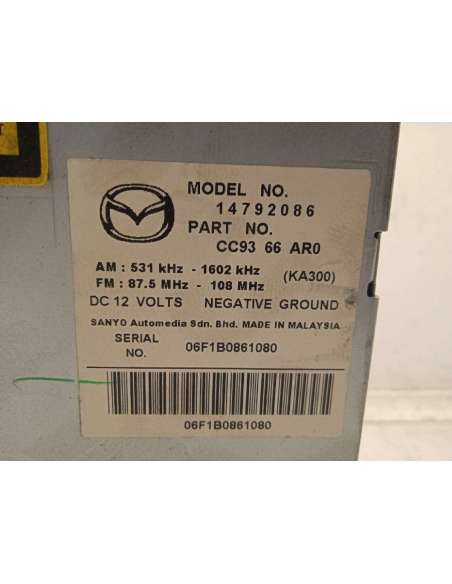 MODEL NO.
14792086
PART NO.
CC93 66 AR0
AM : 531 kHz - 1602 kHz (KA300)
FM : 87.5 MHz - 108 MHz
DC 12 VOLTS NEGATIVE GROUND
SANYO Automedia Sdn. Bhd. MADE IN MALAYSIA
SERIAL NO. 06F1B0861080
06F1B0861080